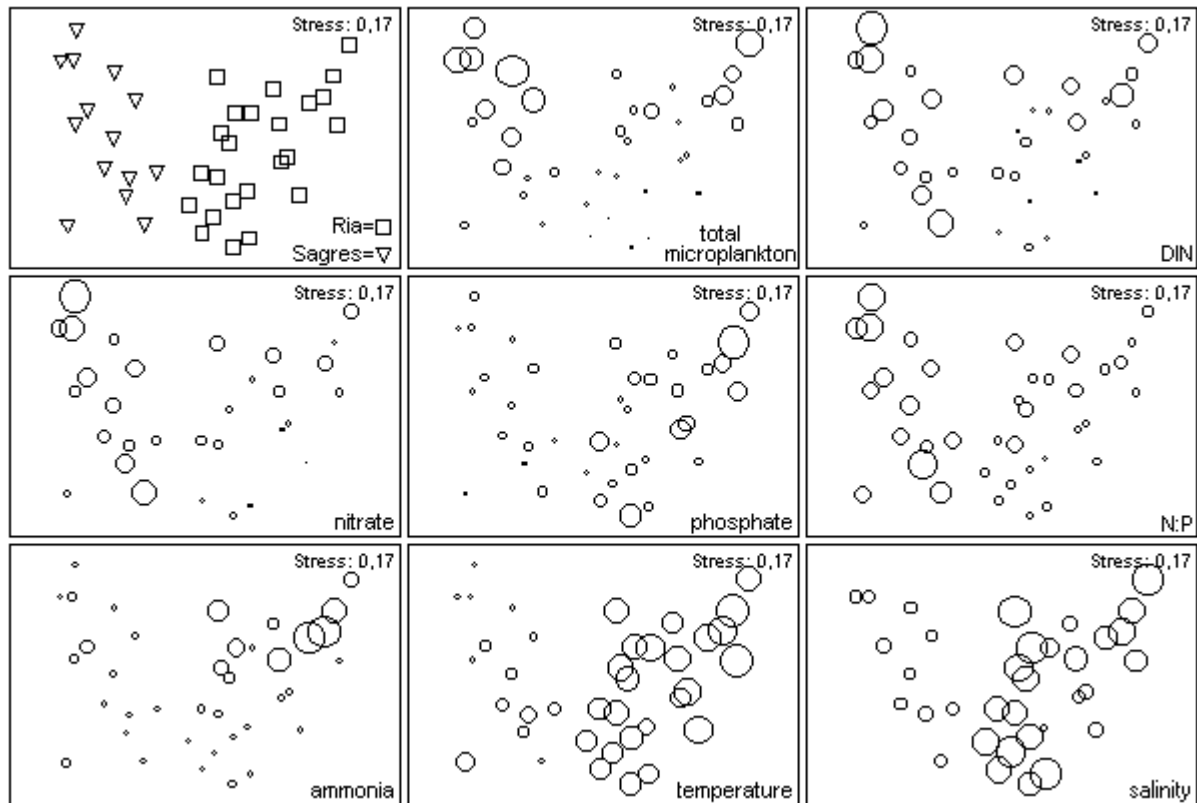 Stress: 0,17
Ria=□
Sagres=▽
Stress: 0,17
total
microplankton
Stress: 0,17
DIN
Stress: 0,17
nitrate
Stress: 0,17
phosphate
Stress: 0,17
N:P
Stress: 0,17
ammonia
Stress: 0,17
temperature
Stress: 0,17
salinity